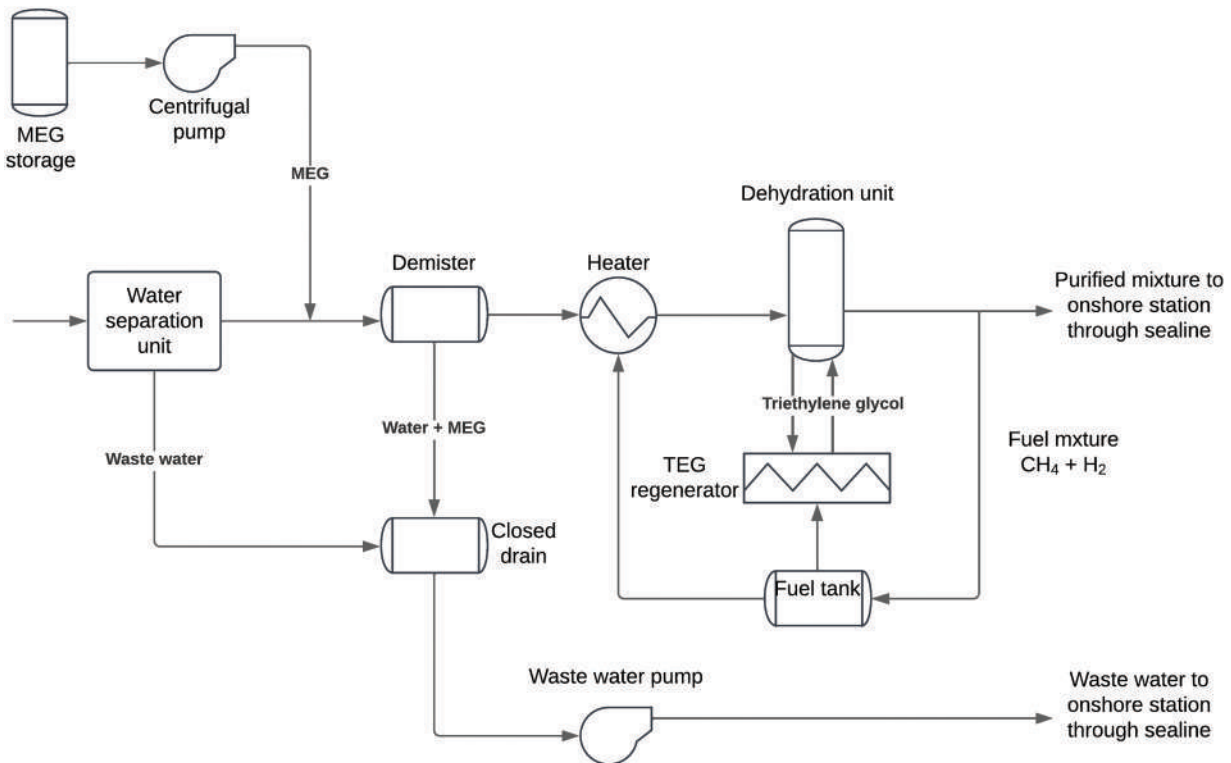 Centrifugal
pump
MEG
storage
MEG
Dehydration unit
Demister
Heater
Water
separation
unit
Purified mixture to
onshore station
through sealine
Triethylene glycol
Water + MEG
Waste water
TEG
regenerator
Fuel mxture
CH₄ + H₂
Closed
drain
Fuel tank
Waste water pump
Waste water to
onshore station
through sealine